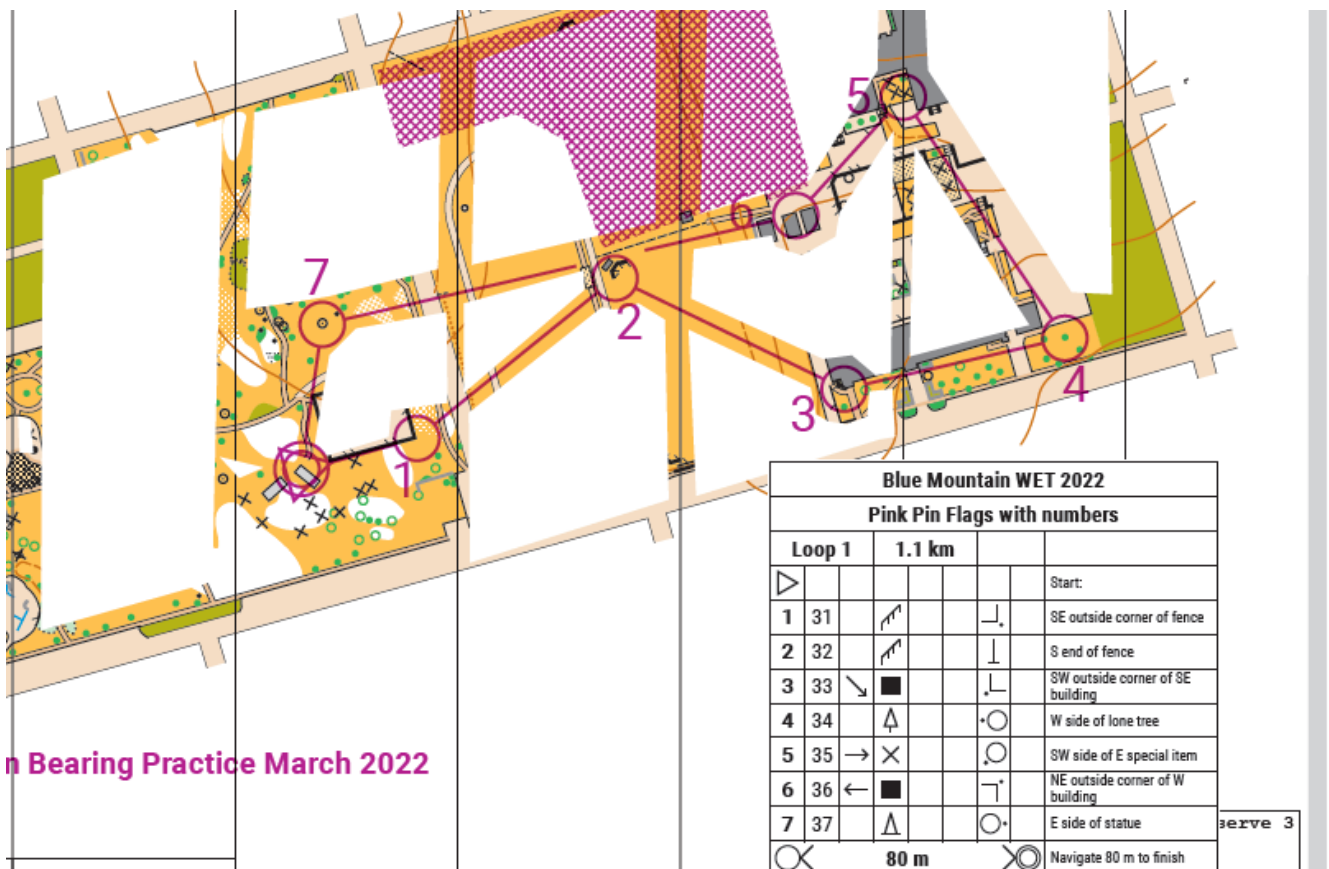 5
6
7
2
3
4
1
Blue Mountain WET 2022
Pink Pin Flags with numbers
Loop 1 1.1 km
Start:
1 31 SE outside corner of fence
2 32 S end of fence
3 33 SW outside corner of SE
building
4 34 W side of lone tree
5 35 SW side of E special item
6 36 NE outside corner of W
building
7 37 E side of statue
80 m Navigate 80 m to finish
n Bearing Practice March 2022
serve 3